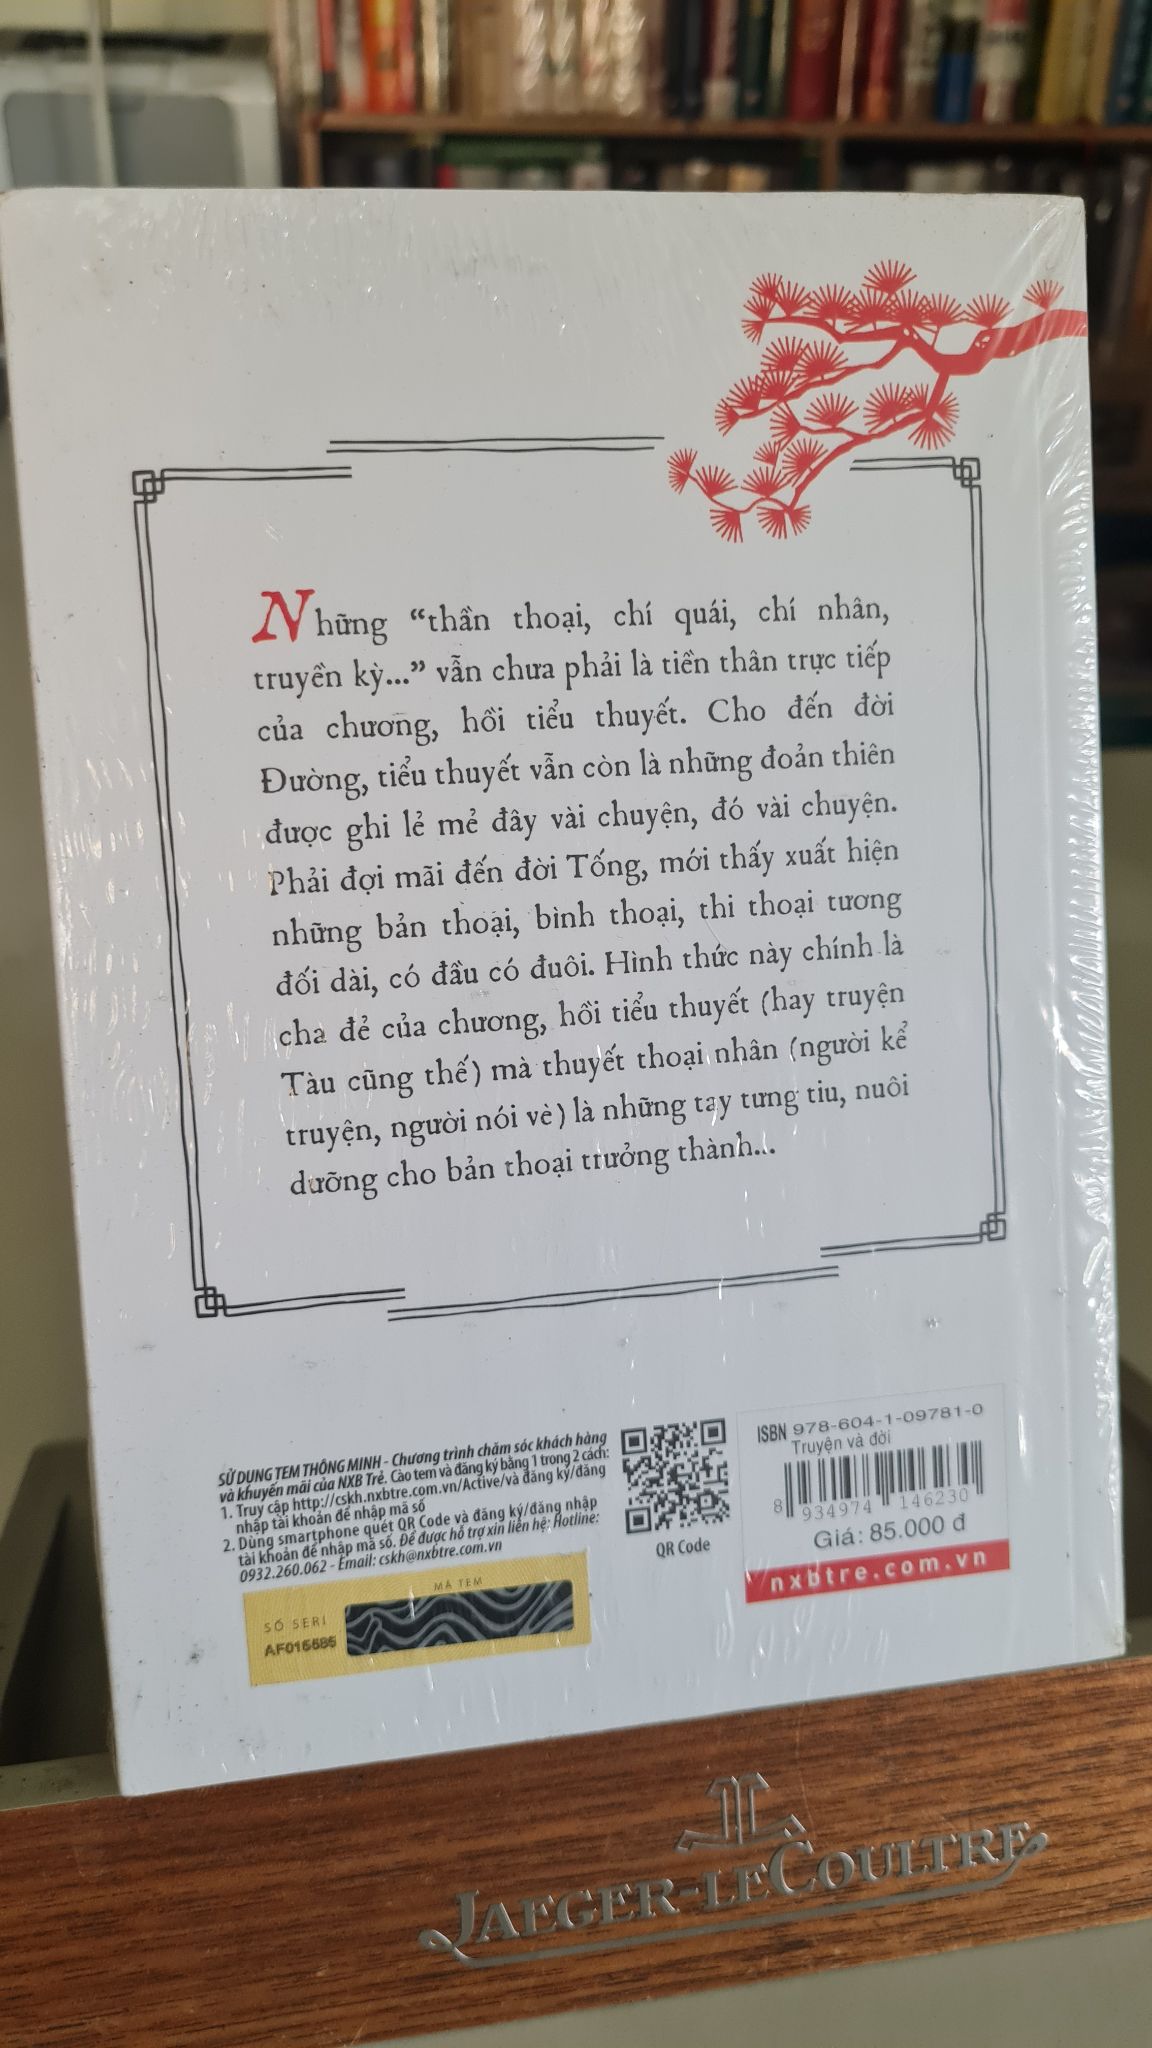 Những “thần thoại, chí quái, chí nhân,
truyền kỳ...” vẫn chưa phải là tiền thân trực tiếp
của chương, hồi tiểu thuyết. Cho đến đời
Đường, tiểu thuyết vẫn còn là những đoản thiên
được ghi lẻ mẻ đây vài chuyện, đó vài chuyện.
Phải đợi mãi đến đời Tống, mới thấy xuất hiện
những bản thoại, bình thoại, thi thoại tương
đối dài, có đầu có đuôi. Hình thức này chính là
cha đẻ của chương, hồi tiểu thuyết (hay truyện
Tàu cũng thế) mà thuyết thoại nhân (người kể
truyện, người nói vè) là những tay tưng tiu, nuôi
dưỡng cho bản thoại trưởng thành...
SỬ DỤNG TEM THÔNG MINH - Chương trình chăm sóc khách hàng
và khuyến mãi của NXB Trẻ. Cào tem và đăng ký bằng 1 trong 2 cách:
1. Truy cập http://cskh.nxbtre.com.vn/Active/và đăng ký/đăng
nhập tài khoản để nhập mã số
2. Dùng smartphone quét QR Code và đăng ký/đăng nhập
tài khoản để nhập mã số. Để được hỗ trợ xin liên hệ: Hotline:
0932.260.062 - Email: cskh@nxbtre.com.vn
MÃ TEM
SỐ SERI
AF015585
QR Code
ISBN 978-604-1-09781-0
Truyện và đời
8 934974 146230
Giá: 85.000 đ
nxbtre.com.vn
JAEGER-LECOULTRE